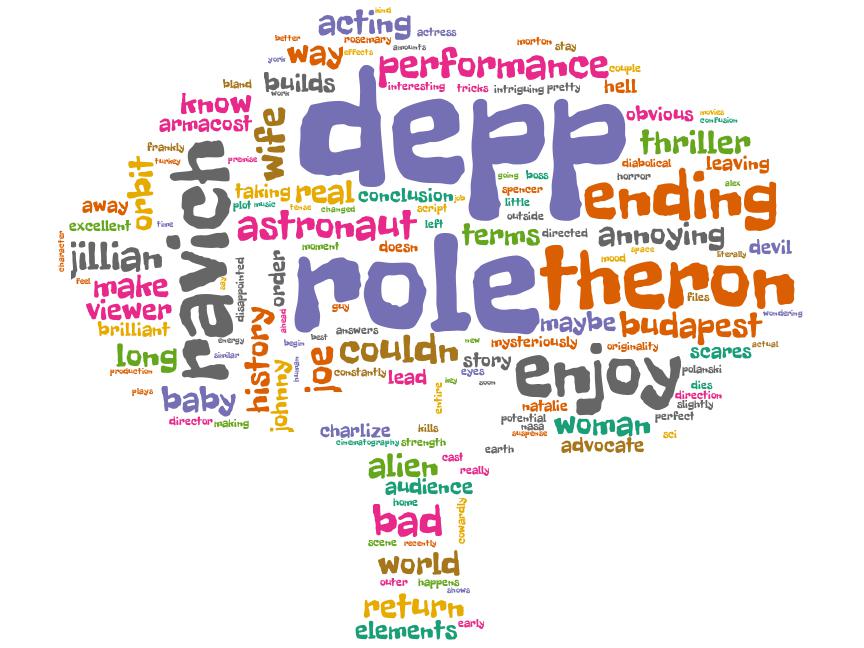 kind
acting
actress
better
rosemary
amounts
morton
stay
york
way
effects
performance
couple
bland
builds
work
interesting
tricks
intriguing
pretty
hell
know
armacost
wife
depp
obvious
movies
confusion
thriller
frankly
turkey
premise
diabolical
leaving
orbit
ravich
going
boss
horror
alex
taking
real
conclusion
job
spencer
ending
plot
music
tense
changed
script
little
away
excellent
time
astronaut
left
outside
terms
directed
annoying
devil
character
jillian
moment
doesn
role
theron
mood
space
literally
feel
make
say
disappointed
order
files
viewer
guy
maybe
budapest
wondering
brilliant
history
ahead
answers
energy
begin
best
couldn
new
mysteriously
originality
scares
actual
long
similar
human
joe
story
enjoy
polanski
production
johnny
constantly
lead
eyes
soon
dies
direction
plays
baby
entire
key
natalie
slightly
director
making
potential
nasa
suspense
woman
perfect
sci
charlize
kills
cinematography
strength
earth
advocate
alien
cast
really
audience
home
bad
cowardly
scene
recently
world
outer
happens
shows
return
early
elements